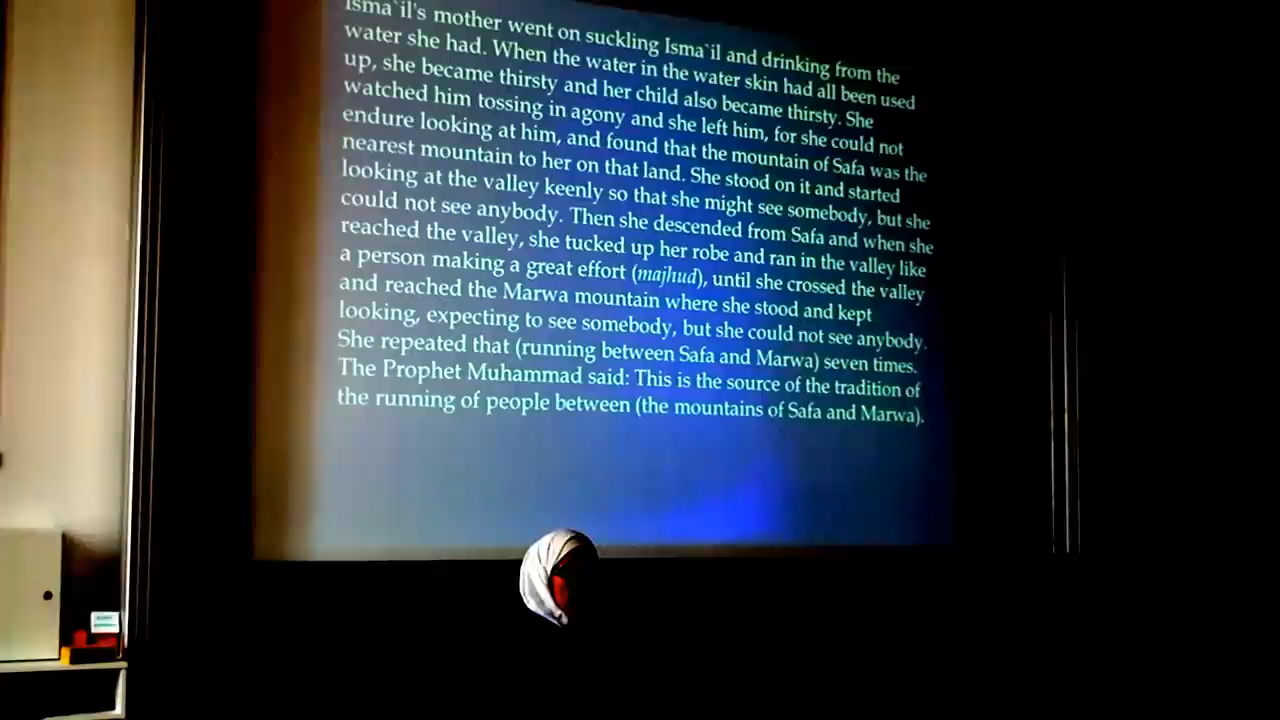 Isma`il's mother went on suckling Isma`il and drinking from the
water she had. When the water in the water skin had all been used
up, she became thirsty and her child also became thirsty. She
watched him tossing in agony and she left him, for she could not
endure looking at him, and found that the mountain of Safa was the
nearest mountain to her on that land. She stood on it and started
looking at the valley keenly so that she might see somebody, but she
could not see anybody. Then she descended from Safa and when she
reached the valley, she tucked up her robe and ran in the valley like
a person making a great effort (majhud), until she crossed the valley
and reached the Marwa mountain where she stood and kept
looking, expecting to see somebody, but she could not see anybody.
She repeated that (running between Safa and Marwa) seven times.
The Prophet Muhammad said: This is the source of the tradition of
the running of people between (the mountains of Safa and Marwa).